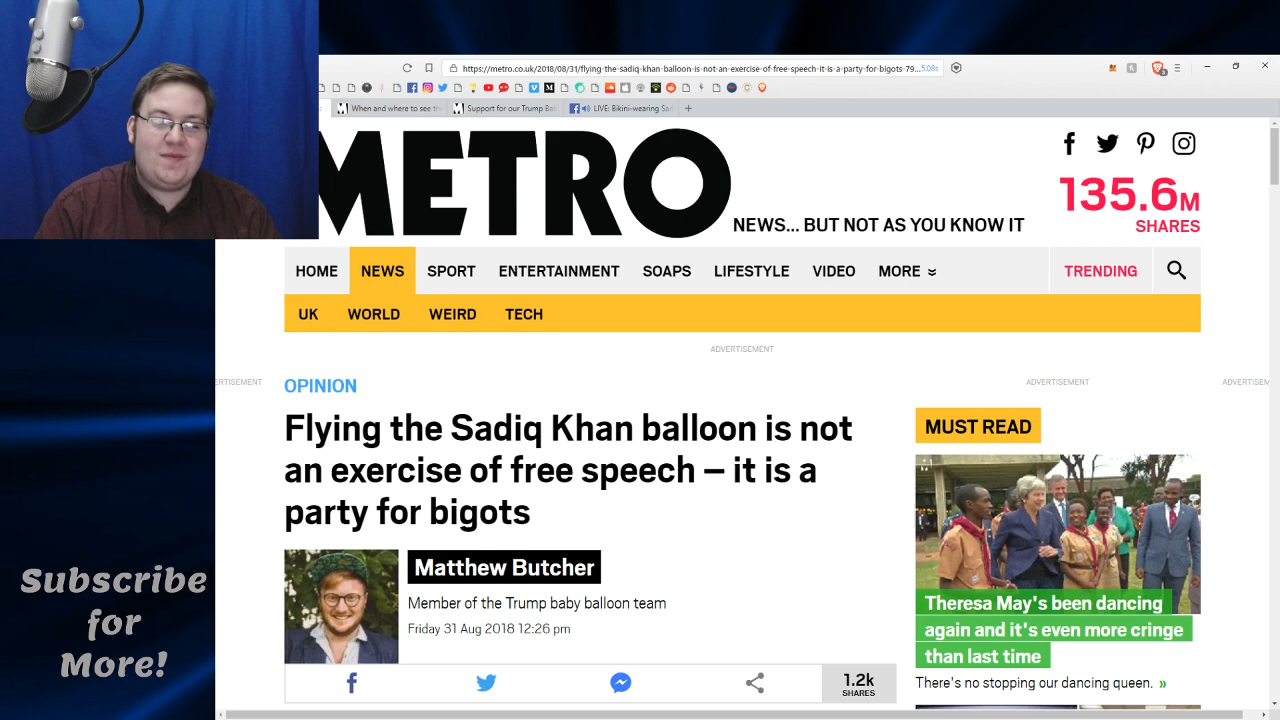 https://metro.co.uk/2018/08/31/flying-the-sadiq-khan-balloon-is-not-an-exercise-of-free-speech-it-is-a-party-for-bigots-79...5.08s
When and where to see the
Support for our Trump Bab
LIVE: Bikini-wearing Sad
METRO
NEWS... BUT NOT AS YOU KNOW IT
135.6M
SHARES
HOME NEWS SPORT ENTERTAINMENT SOAPS LIFESTYLE VIDEO MORE TRENDING
UK WORLD WEIRD TECH
ADVERTISEMENT
ERTISEMENT
ADVERTISEMENT
ADVERTISEM
OPINION
Flying the Sadiq Khan balloon is not
an exercise of free speech – it is a
party for bigots
Matthew Butcher
Member of the Trump baby balloon team
Friday 31 Aug 2018 12:26 pm
1.2k
SHARES
MUST READ
Theresa May's been dancing
again and it's even more cringe
than last time
There's no stopping our dancing queen. »
Subscribe
for
More!